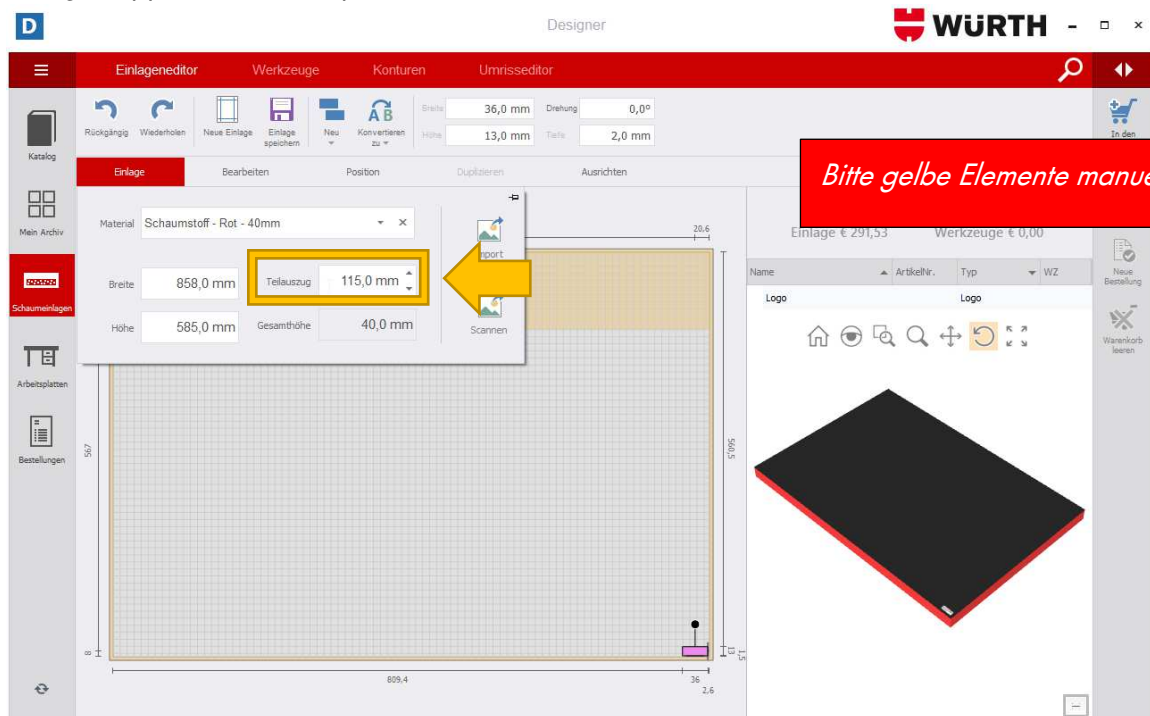 D
Designer
WÜRTH
Einlageneditor
Werkzeuge
Konturen
Umrisseditor
Katalog
Mein Archiv
Schaumeinlagen
Arbeitsplatten
Bestellungen
Rückgängig
Wiederholen
Neue Einlage
Einlage speichern
Neu
Konvertieren zu
Breite 36,0 mm
Drehung 0,0°
Höhe 13,0 mm
Tiefe 2,0 mm
In den
Einlage
Bearbeiten
Position
Duplizieren
Ausrichten
Bitte gelbe Elemente manue
Material Schaumstoff - Rot - 40mm
Breite 858,0 mm
Teilauszug 115,0 mm
Höhe 585,0 mm
Gesamthöhe 40,0 mm
Scannen
20,6
567
560,5
8
13
1,5
809,4
36
2,6
Einlage € 291,53
Werkzeuge € 0,00
Name
ArtikelNr.
Typ
WZ
Logo
Logo
Neue Bestellung
Warenkorb leeren